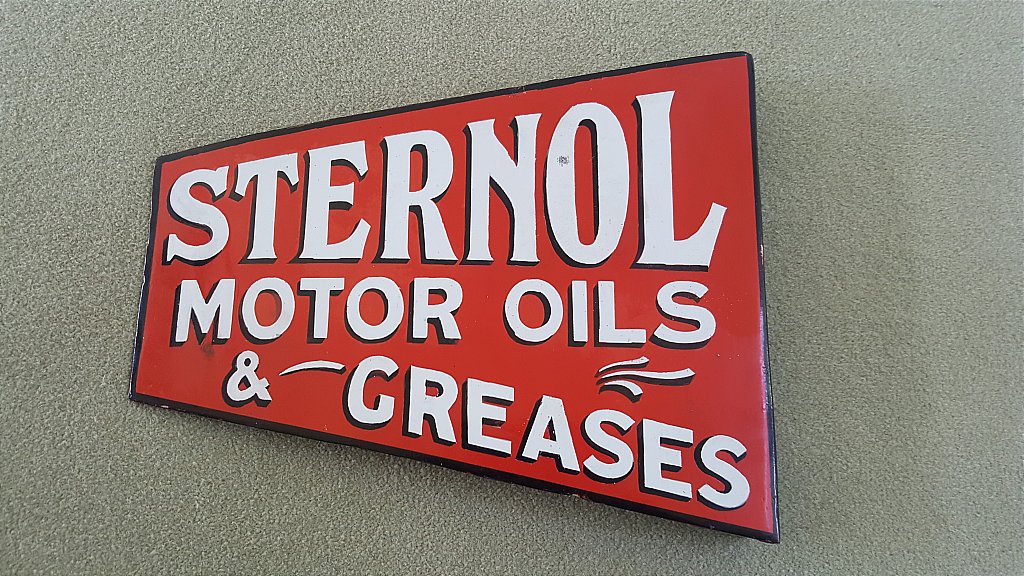 STERNOL
MOTOR OILS
& GREASES